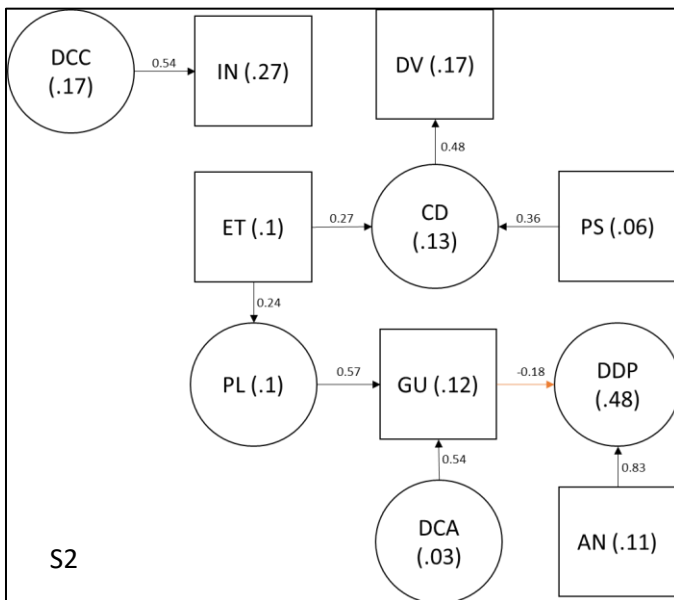 DCC
(.17)
0.54
IN (.27)
DV (.17)
0.48
ET (.1)
0.27
CD
(.13)
0.36
PS (.06)
0.24
PL (.1)
0.57
GU (.12)
-0.18
DDP
(.48)
0.54
0.83
DCA
(.03)
AN (.11)
S2